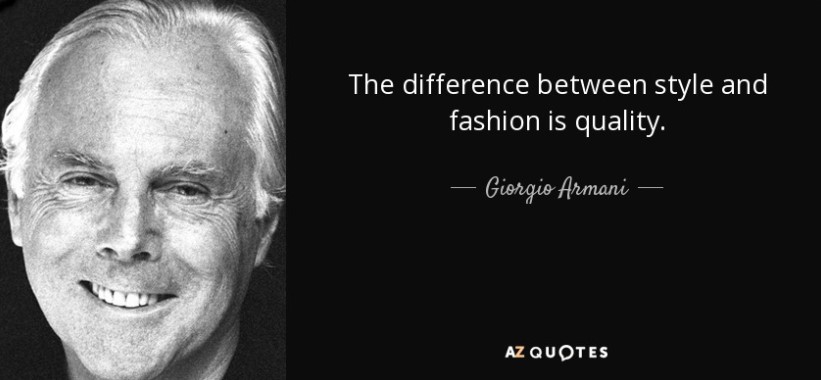 The difference between style and
fashion is quality.
Giorgio Armani
AZ QUOTES